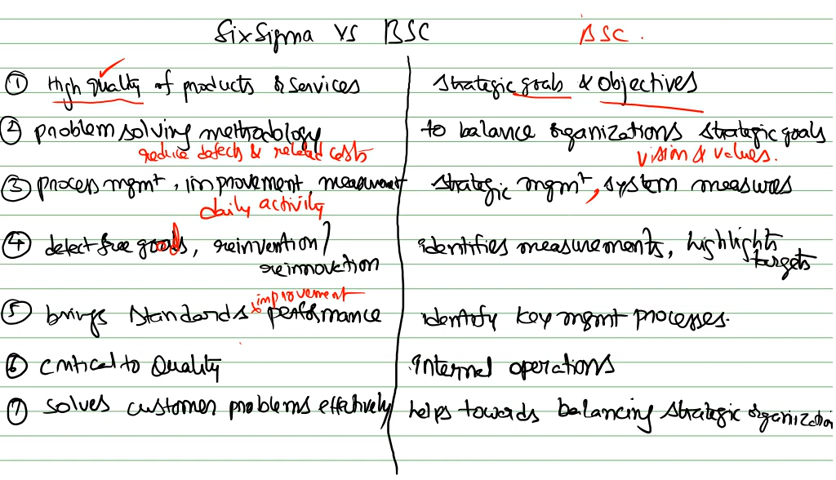 Six Sigma vs BSC
BSC.
① High quality of products & services
strategic goals & objectives
② problem solving methodology
reduce defects & related costs
to balance organizations strategic goals
vision & values.
③ process mgmt, improvement, measurement
daily activity
strategic mgmt, system measures
④ defect free goods, reinvention/
reinnovation
identifies measurements, highlights
targets
⑤ brings standards & performance
improvement
identify key mgmt processes.
⑥ critical to Quality
internal operations
⑦ solves customer problems effectively
helps towards balancing strategic organization